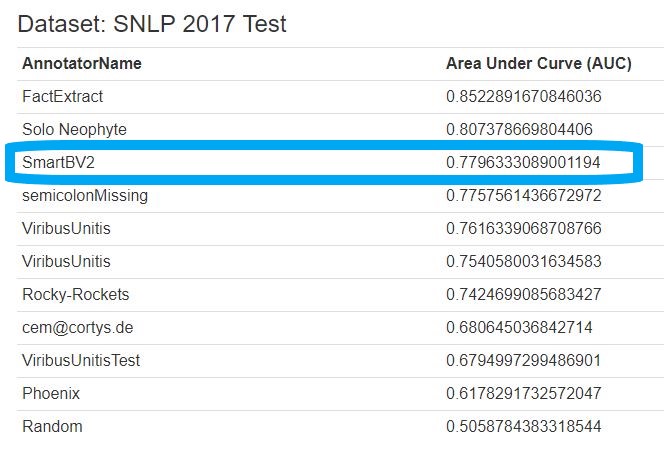 Dataset: SNLP 2017 Test
AnnotatorName Area Under Curve (AUC)
FactExtract 0.8522891670846036
Solo Neophyte 0.807378669804406
SmartBV2 0.7796333089001194
semicolonMissing 0.7757561436672972
ViribusUnitis 0.7616339068708766
ViribusUnitis 0.7540580031634583
Rocky-Rockets 0.7424699085683427
cem@cortys.de 0.680645036842714
ViribusUnitisTest 0.6794997299486901
Phoenix 0.6178291732572047
Random 0.5058784383318544